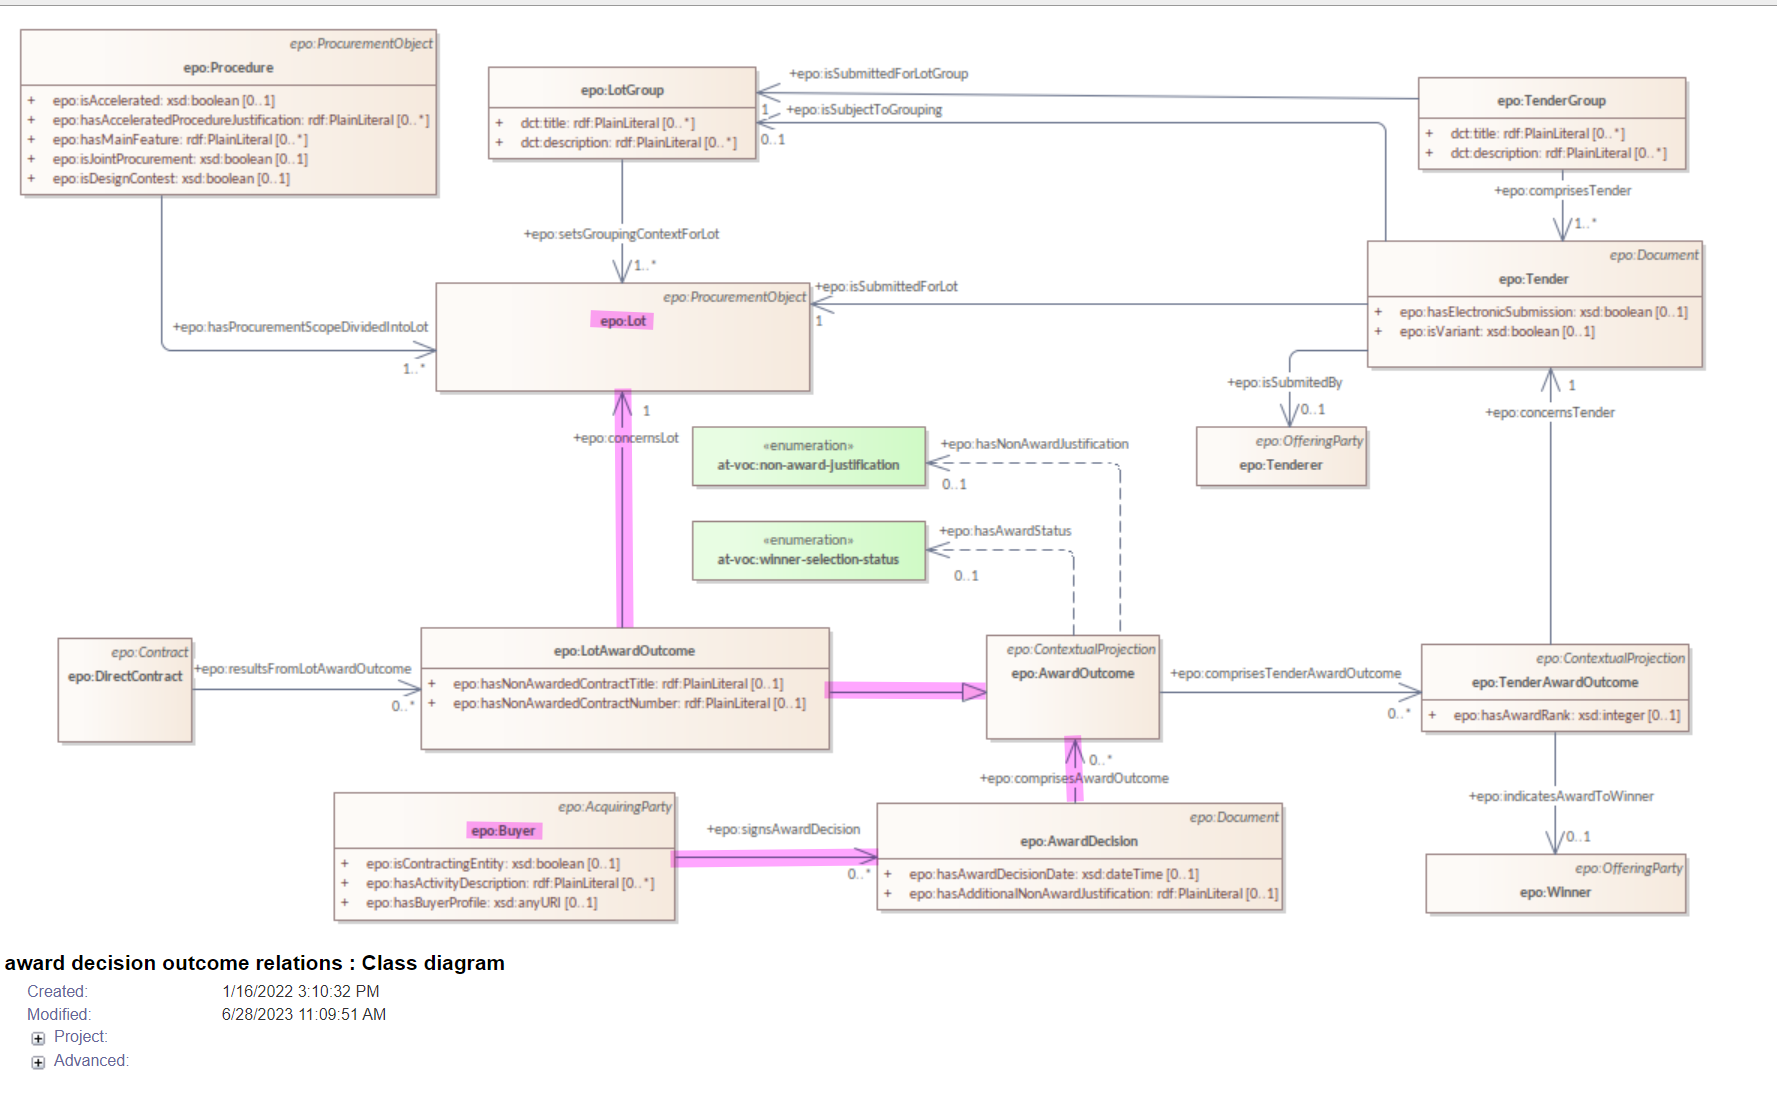 epo:ProcurementObject
epo:Procedure
+ epo:isAccelerated: xsd:boolean [0..1]
+ epo:hasAcceleratedProcedureJustification: rdf:PlainLiteral [0..*]
+ epo:hasMainFeature: rdf:PlainLiteral [0..*]
+ epo:isJointProcurement: xsd:boolean [0..1]
+ epo:isDesignContest: xsd:boolean [0..1]
epo:LotGroup
+ dct:title: rdf:PlainLiteral [0..*]
+ dct:description: rdf:PlainLiteral [0..*]
+epo:isSubmittedForLotGroup
1
+epo:isSubjectToGrouping
0..1
epo:TenderGroup
+ dct:title: rdf:PlainLiteral [0..*]
+ dct:description: rdf:PlainLiteral [0..*]
+epo:comprisesTender
1..*
+epo:setsGroupingContextForLot
1..*
epo:Document
epo:Tender
+ epo:hasElectronicSubmission: xsd:boolean [0..1]
+ epo:isVariant: xsd:boolean [0..1]
+epo:isSubmittedForLot
1
epo:ProcurementObject
epo:Lot
+epo:hasProcurementScopeDividedIntoLot
1..*
+epo:isSubmitedBy
0..1
epo:OfferingParty
epo:Tenderer
1
+epo:concernsTender
1
+epo:concernsLot
«enumeration»
at-voc:non-award-justification
+epo:hasNonAwardJustification
0..1
«enumeration»
at-voc:winner-selection-status
+epo:hasAwardStatus
0..1
epo:Contract
epo:DirectContract
+epo:resultsFromLotAwardOutcome
0..*
epo:LotAwardOutcome
+ epo:hasNonAwardedContractTitle: rdf:PlainLiteral [0..1]
+ epo:hasNonAwardedContractNumber: rdf:PlainLiteral [0..1]
epo:ContextualProjection
epo:AwardOutcome
+epo:comprisesTenderAwardOutcome
0..*
epo:ContextualProjection
epo:TenderAwardOutcome
+ epo:hasAwardRank: xsd:integer [0..1]
0..*
+epo:comprisesAwardOutcome
+epo:indicatesAwardToWinner
0..1
epo:AcquiringParty
epo:Buyer
+ epo:isContractingEntity: xsd:boolean [0..1]
+ epo:hasActivityDescription: rdf:PlainLiteral [0..*]
+ epo:hasBuyerProfile: xsd:anyURI [0..1]
+epo:signsAwardDecision
0..*
epo:Document
epo:AwardDecision
+ epo:hasAwardDecisionDate: xsd:dateTime [0..1]
+ epo:hasAdditionalNonAwardJustification: rdf:PlainLiteral [0..1]
epo:OfferingParty
epo:Winner
award decision outcome relations : Class diagram
Created: 1/16/2022 3:10:32 PM
Modified: 6/28/2023 11:09:51 AM
Project:
Advanced: